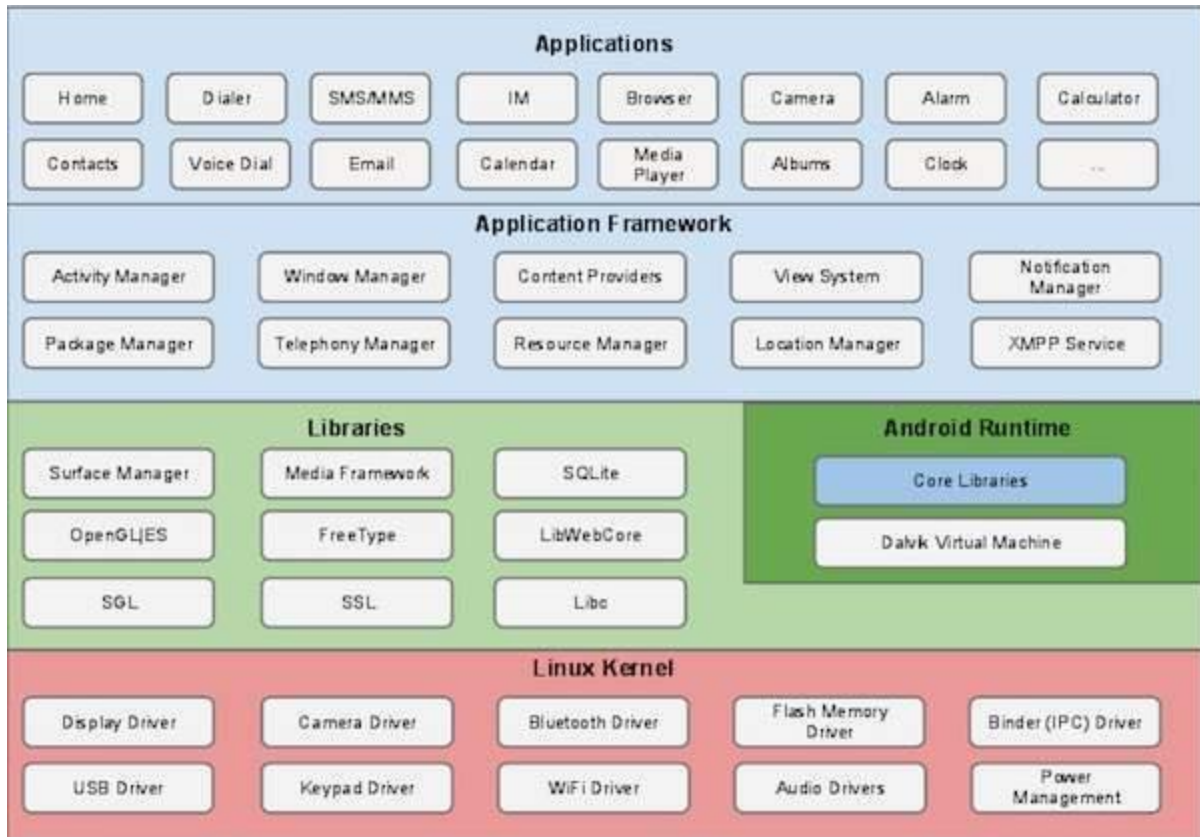 Applications
Home
Dialer
SMS/MMS
IM
Browser
Camera
Alarm
Calculator
Contacts
Voice Dial
Email
Calendar
Media
Player
Albums
Clock
...
Application Framework
Activity Manager
Window Manager
Content Providers
View System
Notification
Manager
Package Manager
Telephony Manager
Resource Manager
Location Manager
XMPP Service
Libraries
Surface Manager
Media Framework
SQLite
OpenGL|ES
FreeType
LibWebCore
SGL
SSL
Libc
Android Runtime
Core Libraries
Dalvik Virtual Machine
Linux Kernel
Display Driver
Camera Driver
Bluetooth Driver
Flash Memory
Driver
Binder (IPC) Driver
USB Driver
Keypad Driver
WiFi Driver
Audio Drivers
Power
Management